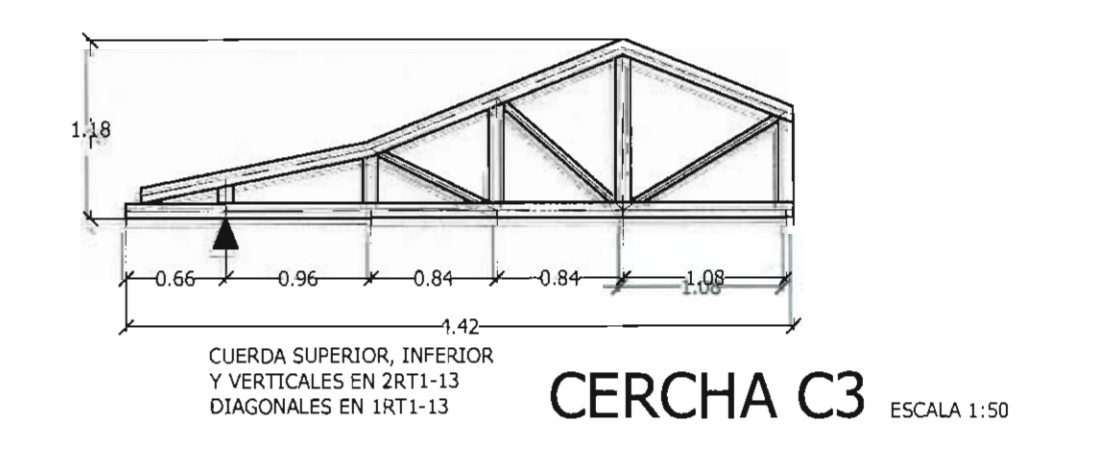 1.18
0.66 0.96 0.84 0.84 1.08
1.08
4.42
CUERDA SUPERIOR, INFERIOR
Y VERTICALES EN 2RT1-13
DIAGONALES EN 1RT1-13
CERCHA C3 ESCALA 1:50